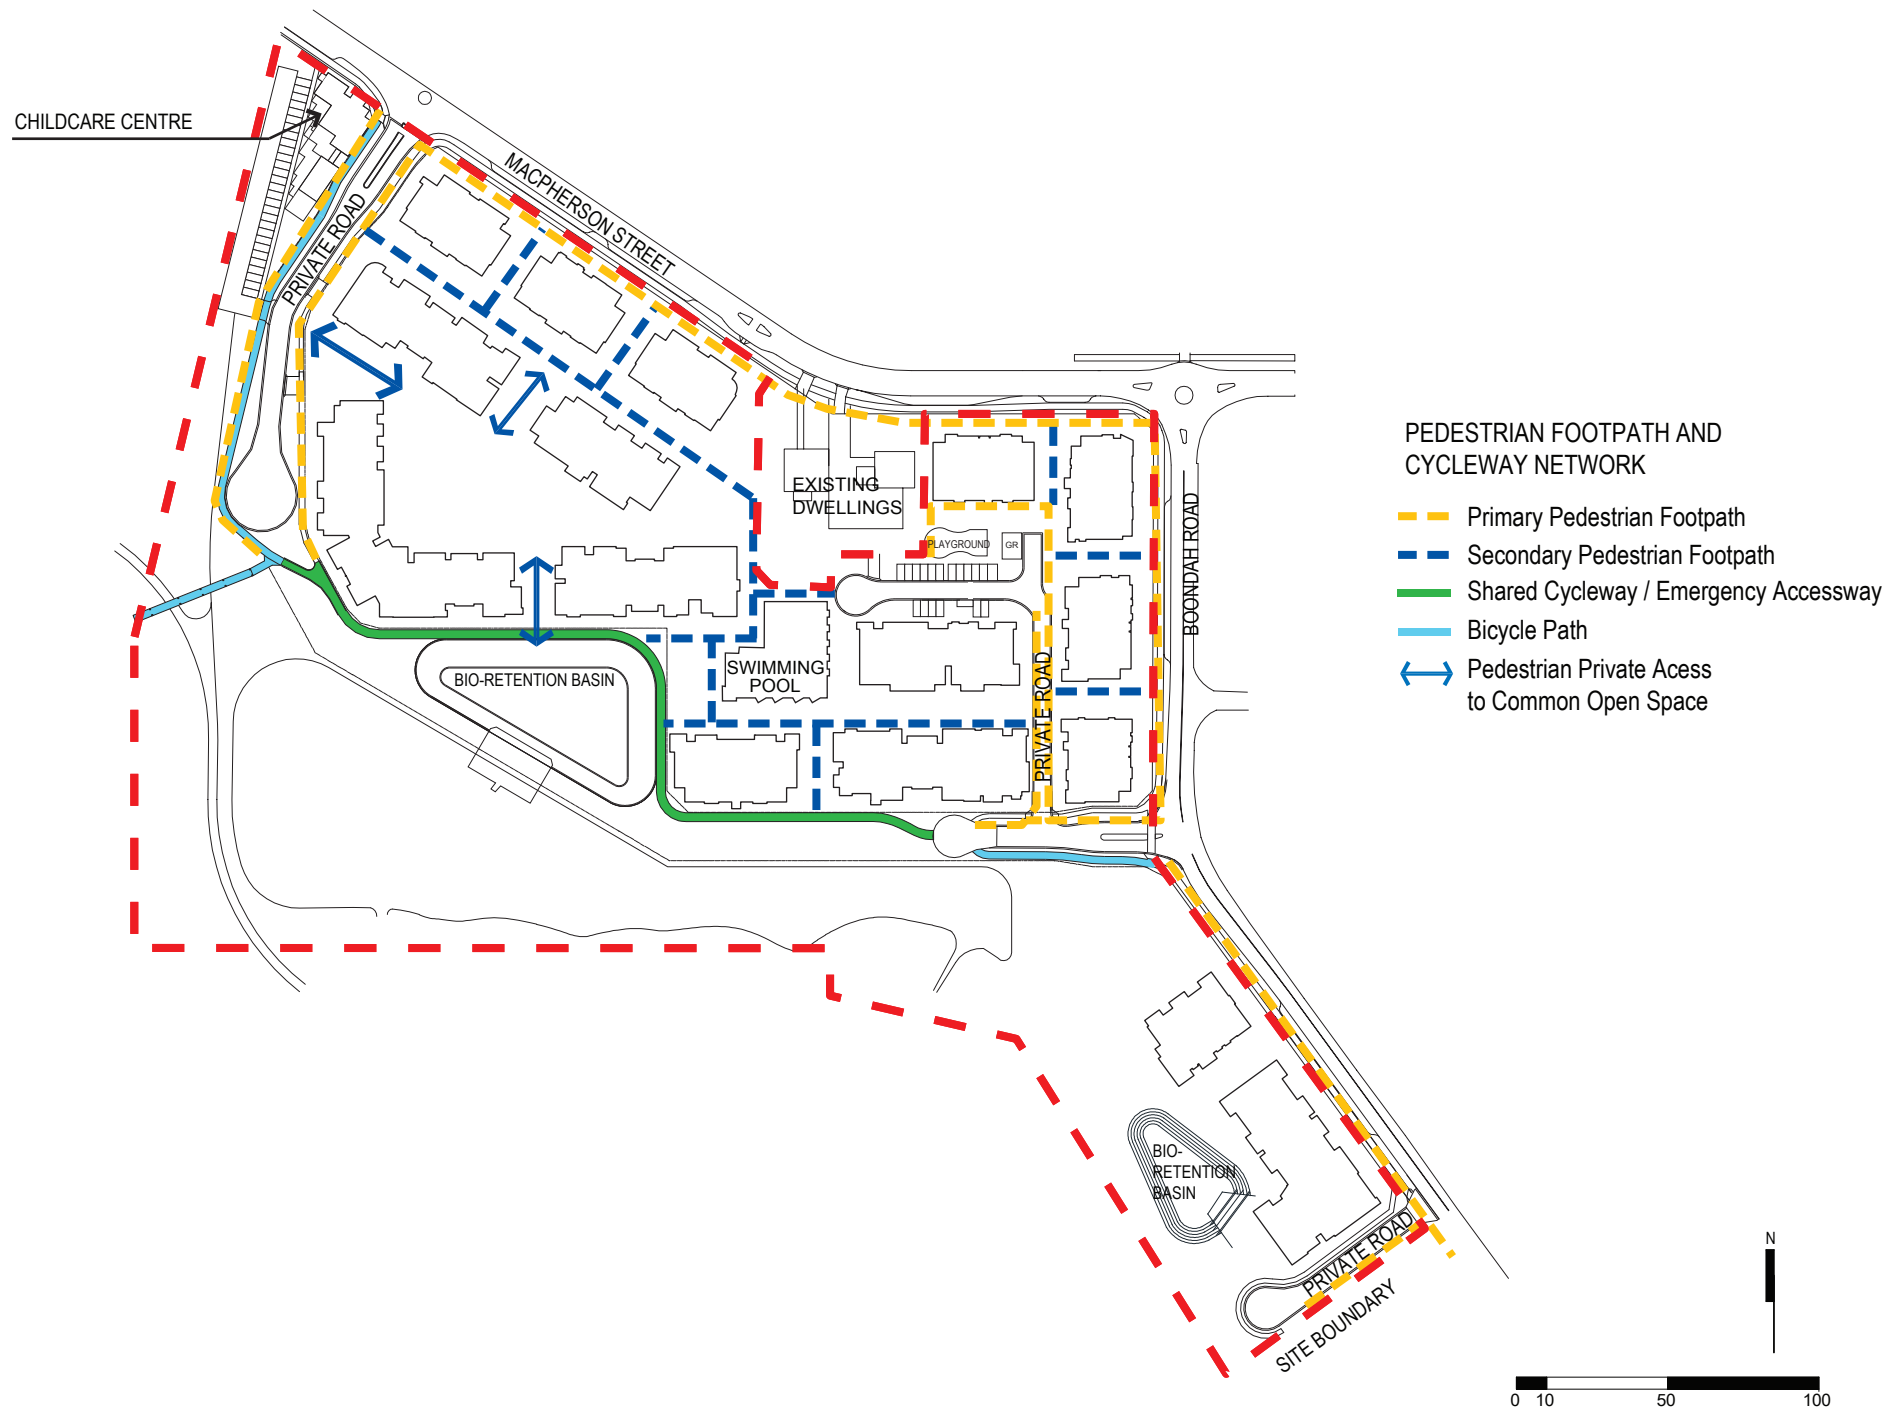 CHILDCARE CENTRE
MACPHERSON STREET
PRIVATE ROAD
EXISTING
DWELLINGS
PLAYGROUND
GR
BOONDAH ROAD
PRIVATE ROAD
SWIMMING
POOL
BIO-RETENTION BASIN
PEDESTRIAN FOOTPATH AND
CYCLEWAY NETWORK
Primary Pedestrian Footpath
Secondary Pedestrian Footpath
Shared Cycleway / Emergency Accessway
Bicycle Path
Pedestrian Private Acess
to Common Open Space
BIO-
RETENTION
BASIN
PRIVATE ROAD
SITE BOUNDARY
N
0 10 50 100